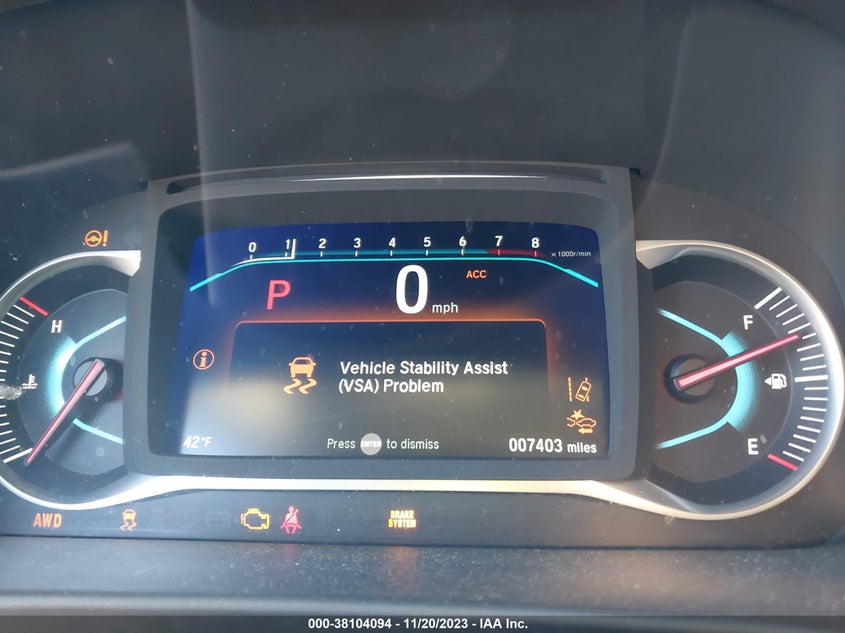 0 1 2 3 4 5 6 7 8 ×1000r/min
P 0 mph ACC
H
F
Vehicle Stability Assist
(VSA) Problem
i
E
42°F
Press ENTER to dismiss
007403 miles
AWD
BRAKE
SYSTEM
000-38104094 — 11/20/2023 — IAA Inc.